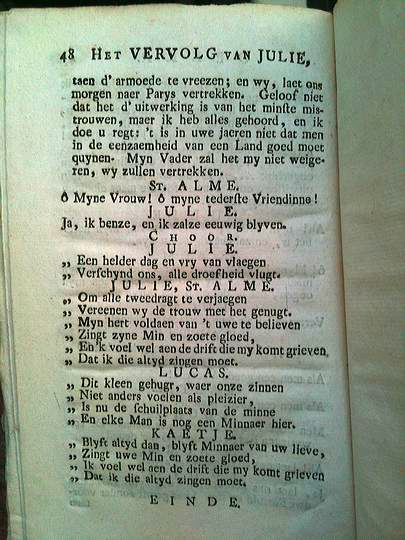 48 HET VERVOLG VAN JULIE,
taen d' armoede te vreezen; en wy, laet ons
morgen naer Parys vertrekken. Geloof niet
dat het d' uitwerking is van het minste mis-
trouwen, maer ik heb alles gehoord, en ik
doe u regt: 't is in uwe jaeren niet dat men
in de eenzaemheid van een Land goed moet
quynen. Myn Vader zal het my niet weige-
ren, wy zullen vertrekken.
ST. ALME.
ô Myne Vrouw! ô myne tederste Vriendinne!
JULIE.
Ja, ik benze, en ik zalze eeuwig blyven.
CHOOR.
JULIE.
„ Een helder dag en vry van vlaegen
„ Verschynd ons, alle droefheid vlugt.
JULIE, ST. ALME.
„ Om alle tweedragt te verjaegen
„ Vereenen wy de trouw met het genugt.
„ Myn hert voldaen van 't uwe te believen
„ Zingt zyne Min en zoete gloed,
„ En'k voel wel aen de drift die my komt grieven
„ Dat ik die altyd zingen moet.
LUCAS.
„ Dit kleen gehugr, waer onze zinnen
„ Niet anders voelen als pleizier,
„ Is nu de schuilplaats van de minne
„ En elke Man is nog een Minnaer hier.
KAETJE.
„ Blyft altyd dan, blyft Minnaer van uw lieve,
„ Zingt uwe Min en zoete gloed,
„ Ik voel wel aen de drift die my komt grieven
„ Dat ik die altyd zingen moet.
EINDE.